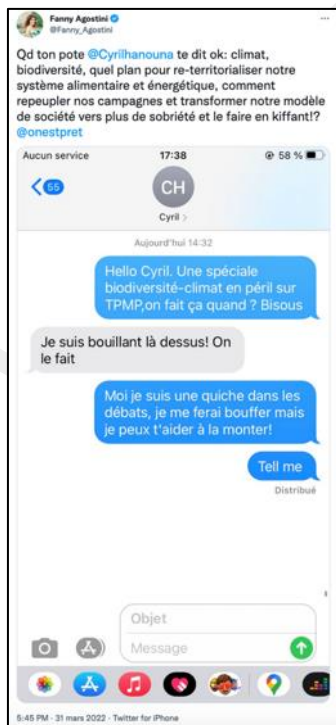 Fanny Agostini
@Fanny_Agostini
Qd ton pote @Cyrilhanouna te dit ok: climat,
biodiversité, quel plan pour re-territorialiser notre
système alimentaire et énergétique, comment
repeupler nos campagnes et transformer notre modèle
de société vers plus de sobriété et le faire en kiffant!?
@onestpret
Aucun service 17:38 58 %
55
CH
Cyril >
Aujourd'hui 14:32
Hello Cyril. Une spéciale
biodiversité-climat en péril sur
TPMP,on fait ça quand ? Bisous
Je suis bouillant là dessus! On
le fait
Moi je suis une quiche dans les
débats, je me ferai bouffer mais
je peux t'aider à la monter!
Tell me
Distribué
Objet
Message
5:45 PM · 31 mars 2022 · Twitter for iPhone